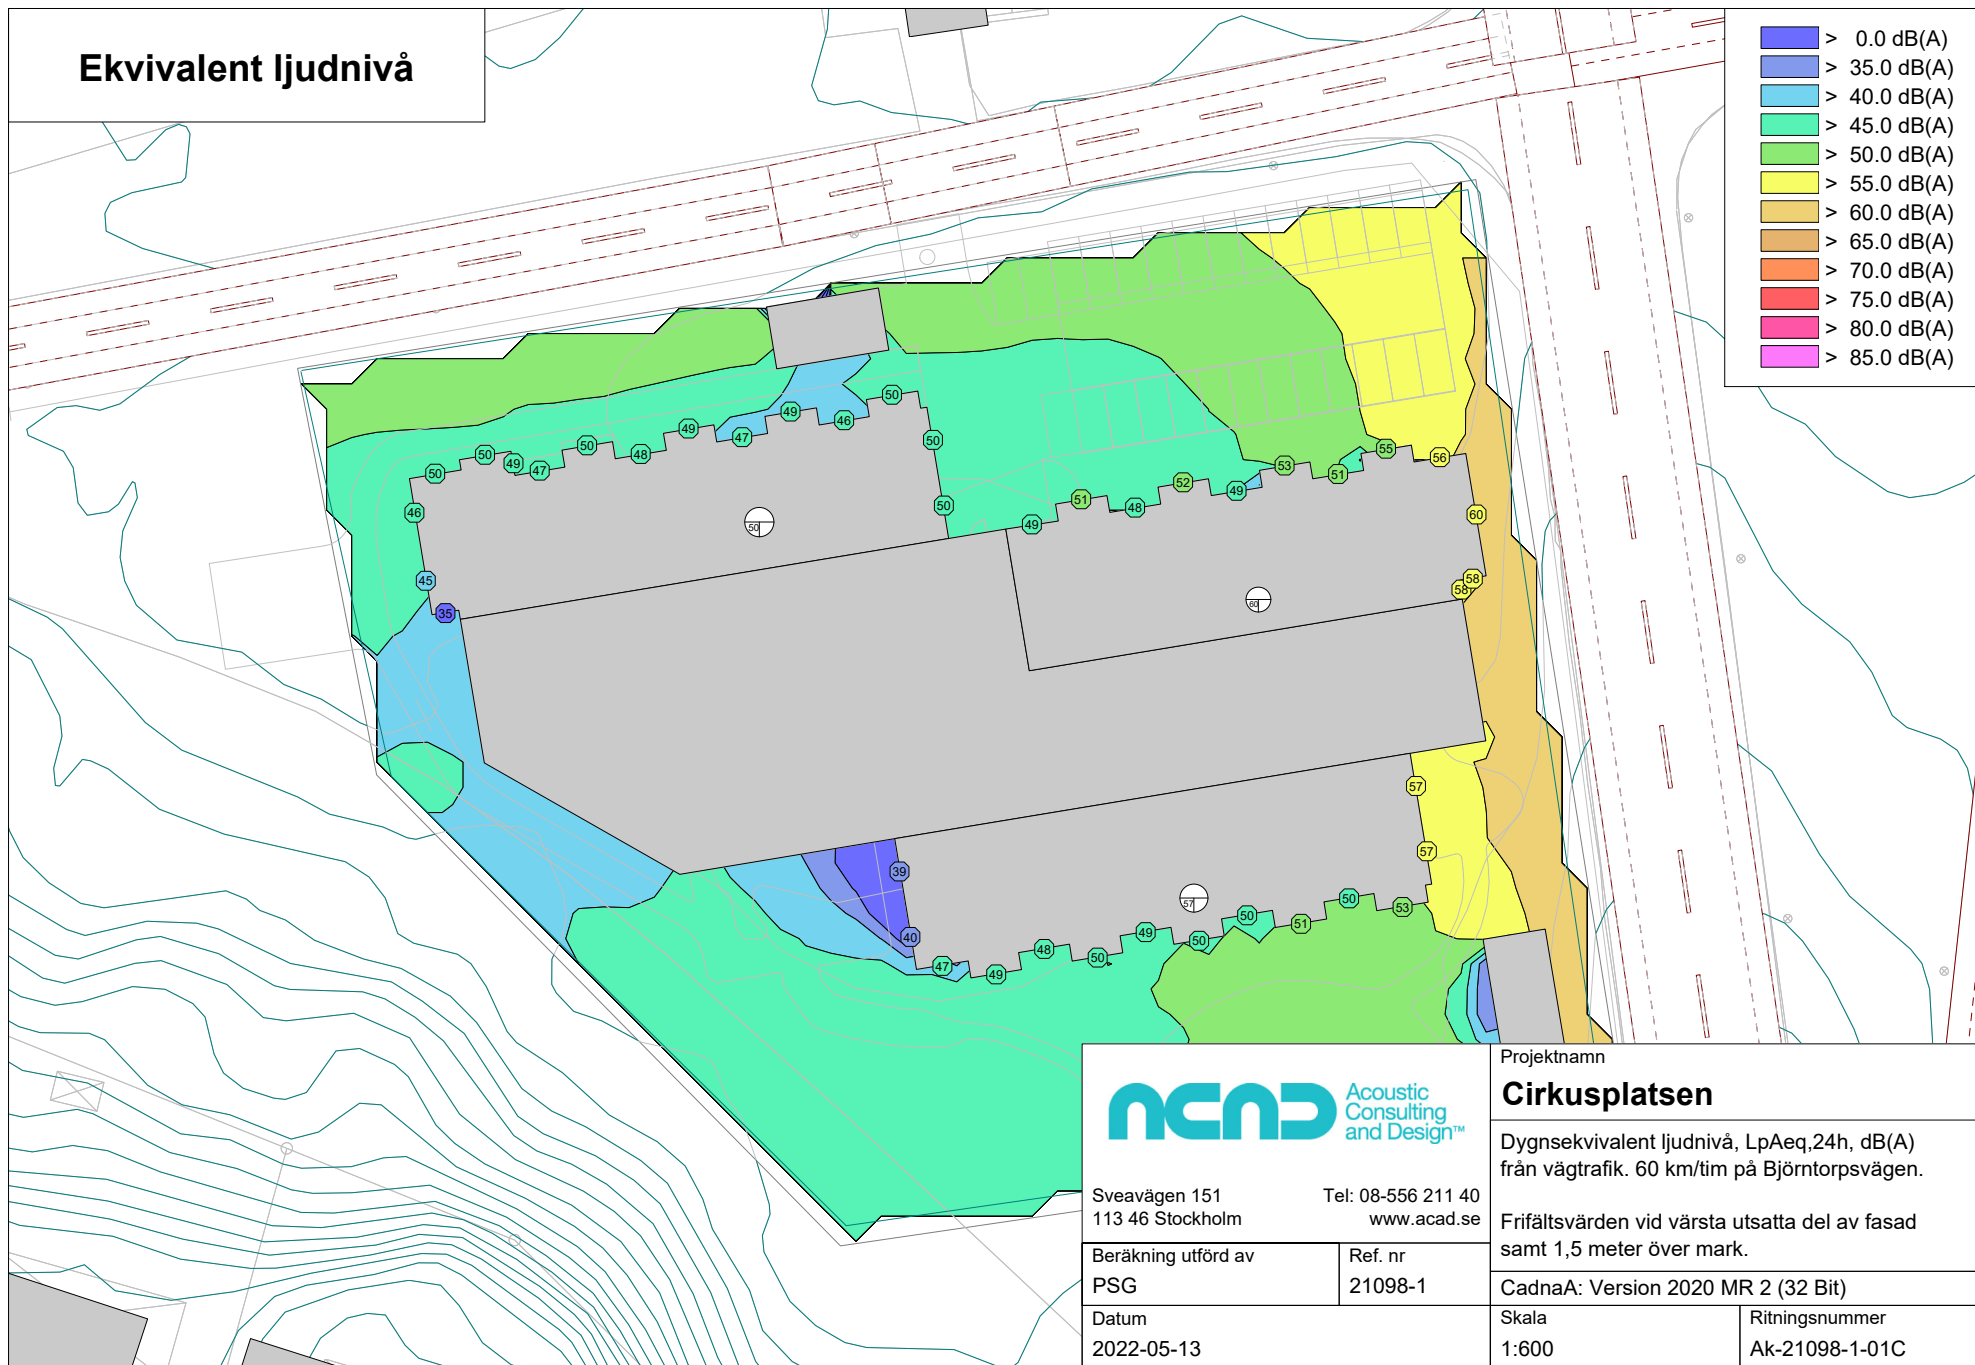 Ekvivalent ljudnivå
> 0.0 dB(A)
> 35.0 dB(A)
> 40.0 dB(A)
> 45.0 dB(A)
> 50.0 dB(A)
> 55.0 dB(A)
> 60.0 dB(A)
> 65.0 dB(A)
> 70.0 dB(A)
> 75.0 dB(A)
> 80.0 dB(A)
> 85.0 dB(A)
50
49
46
50
49
47
50
48
49
47
50
50
49
47
46
50
50
45
35
50
49
51
48
52
49
53
51
55
56
60
58
58
60
57
57
39
40
57
47
49
48
50
49
50
50
51
50
53
ACAD
Acoustic
Consulting
and Design™
Sveavägen 151
113 46 Stockholm
Tel: 08-556 211 40
www.acad.se
Beräkning utförd av
PSG
Ref. nr
21098-1
Datum
2022-05-13
Projektnamn
Cirkusplatsen
Dygnsekvivalent ljudnivå, LpAeq,24h, dB(A)
från vägtrafik. 60 km/tim på Björntorpsvägen.
Frifältsvärden vid värsta utsatta del av fasad
samt 1,5 meter över mark.
CadnaA: Version 2020 MR 2 (32 Bit)
Skala
1:600
Ritningsnummer
Ak-21098-1-01C